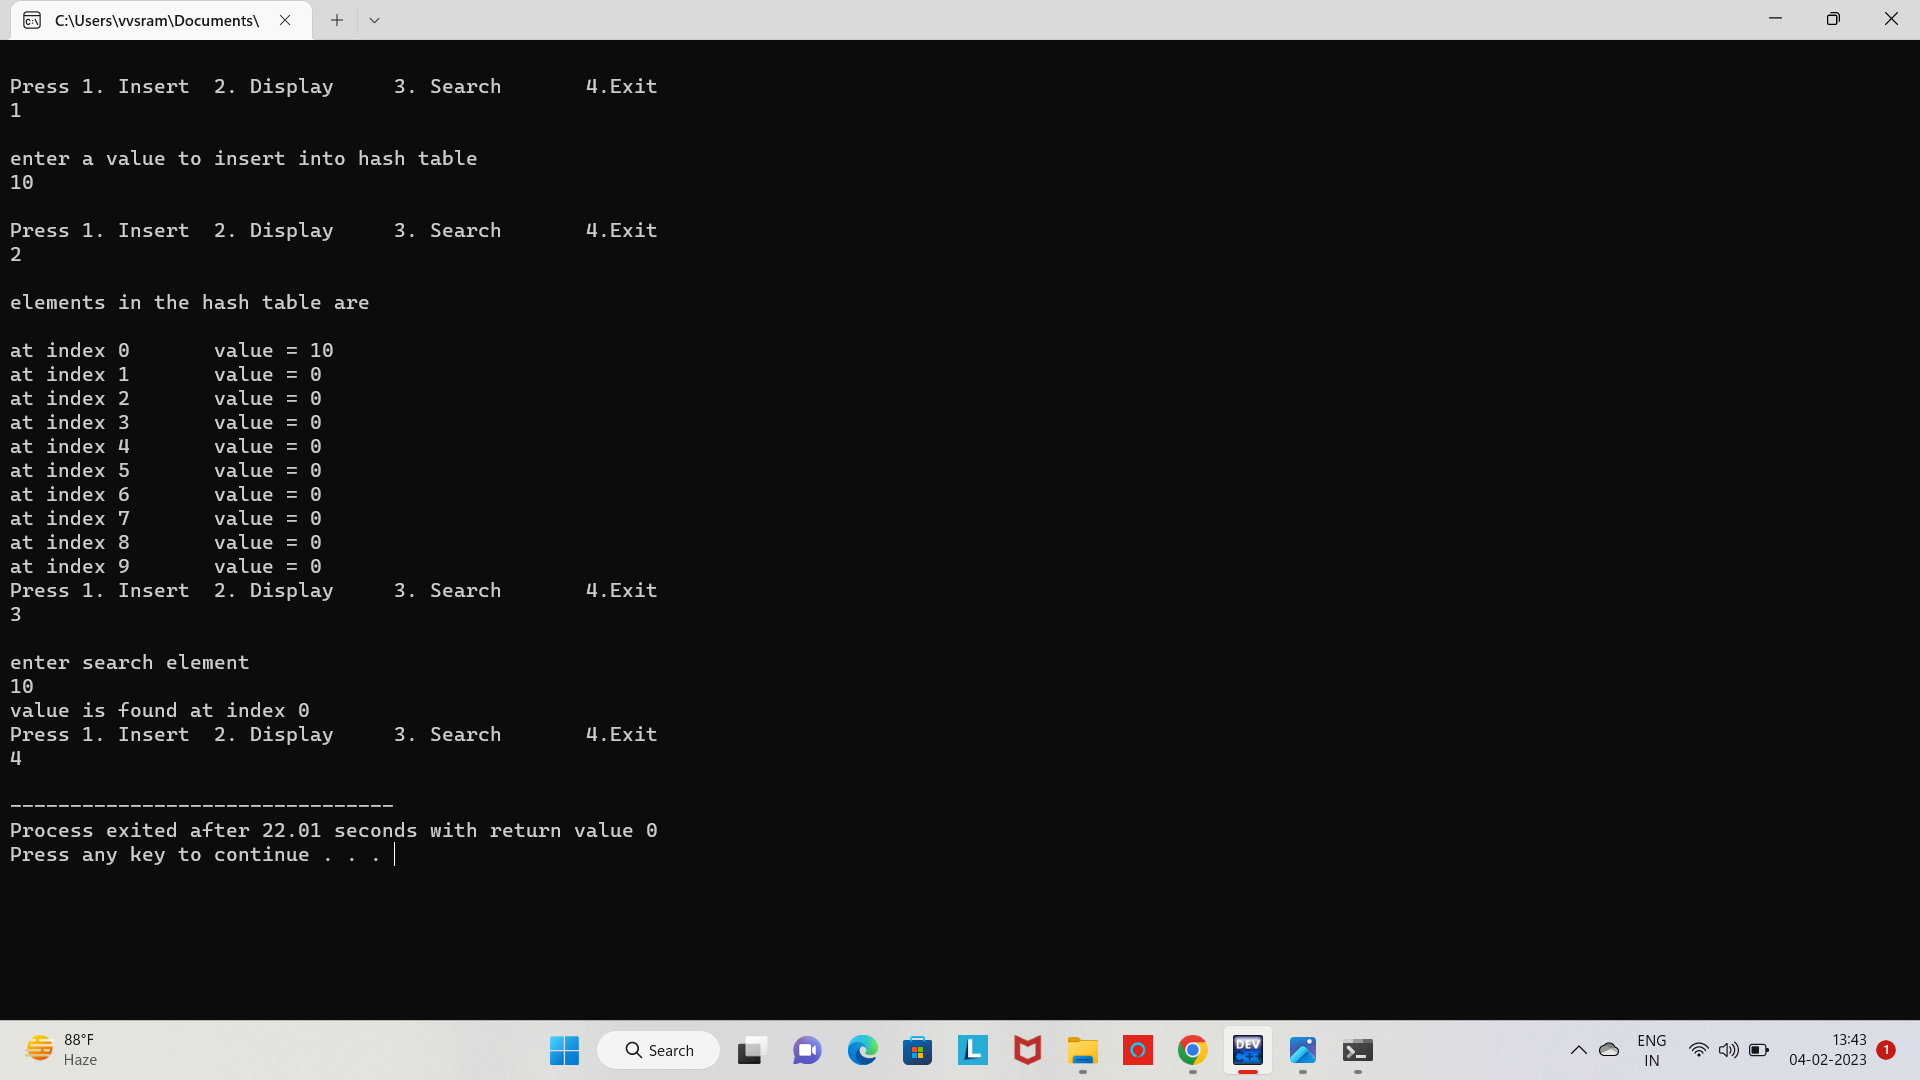 C:\Users\vvsram\Documents\
Press 1. Insert  2. Display     3. Search       4.Exit
1
enter a value to insert into hash table
10
Press 1. Insert  2. Display     3. Search       4.Exit
2
elements in the hash table are
at index 0       value = 10
at index 1       value = 0
at index 2       value = 0
at index 3       value = 0
at index 4       value = 0
at index 5       value = 0
at index 6       value = 0
at index 7       value = 0
at index 8       value = 0
at index 9       value = 0
Press 1. Insert  2. Display     3. Search       4.Exit
3
enter search element
10
value is found at index 0
Press 1. Insert  2. Display     3. Search       4.Exit
4
--------------------------------
Process exited after 22.01 seconds with return value 0
Press any key to continue . . .
88°F
Haze
Search
L
DEV
C++
ENG
IN
13:43
04-02-2023
1